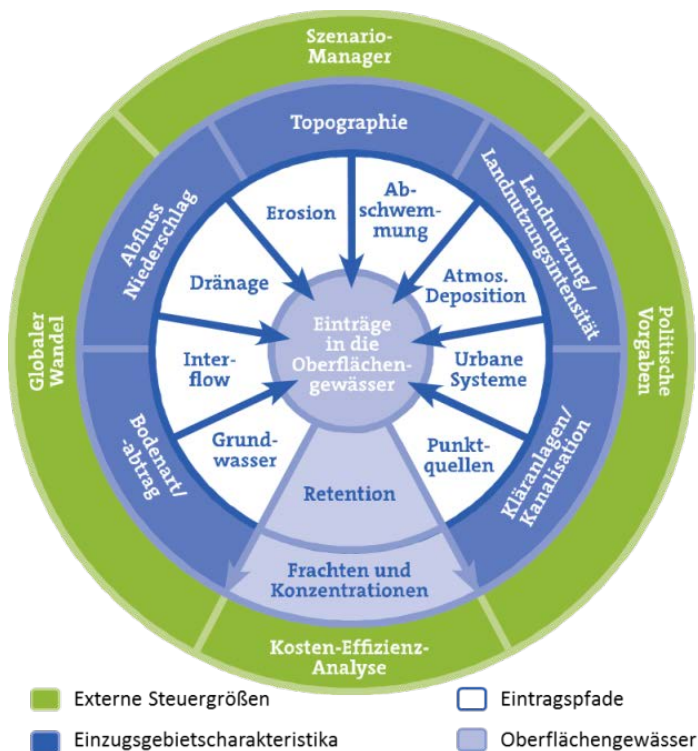 Szenario-
Manager
Topographie
Abfluss
Niederschlag
Landnutzung/
Landnutzungsintensität
Erosion
Ab-
schwem-
mung
Dränage
Atmos.
Deposition
Globaler
Wandel
Politische
Vorgaben
Einträge
in die
Oberflächen-
gewässer
Inter-
flow
Urbane
Systeme
Grund-
wasser
Punkt-
quellen
Bodenart/
-abtrag
Kläranlagen/
Kanalisation
Retention
Frachten und
Konzentrationen
Kosten-Effizienz-
Analyse
Externe Steuergrößen
Eintragspfade
Einzugsgebietscharakteristika
Oberflächengewässer